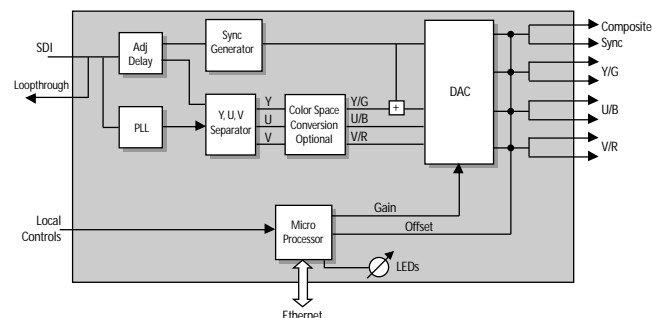 SDI
Loopthrough
Adj
Delay
Sync
Generator
PLL
Y, U, V
Separator
Y
U
V
Color Space
Conversion
Optional
Y/G
U/B
V/R
+
DAC
Composite
Sync
Y/G
U/B
V/R
Local
Controls
Micro
Processor
Gain
Offset
LEDs
Ethernet